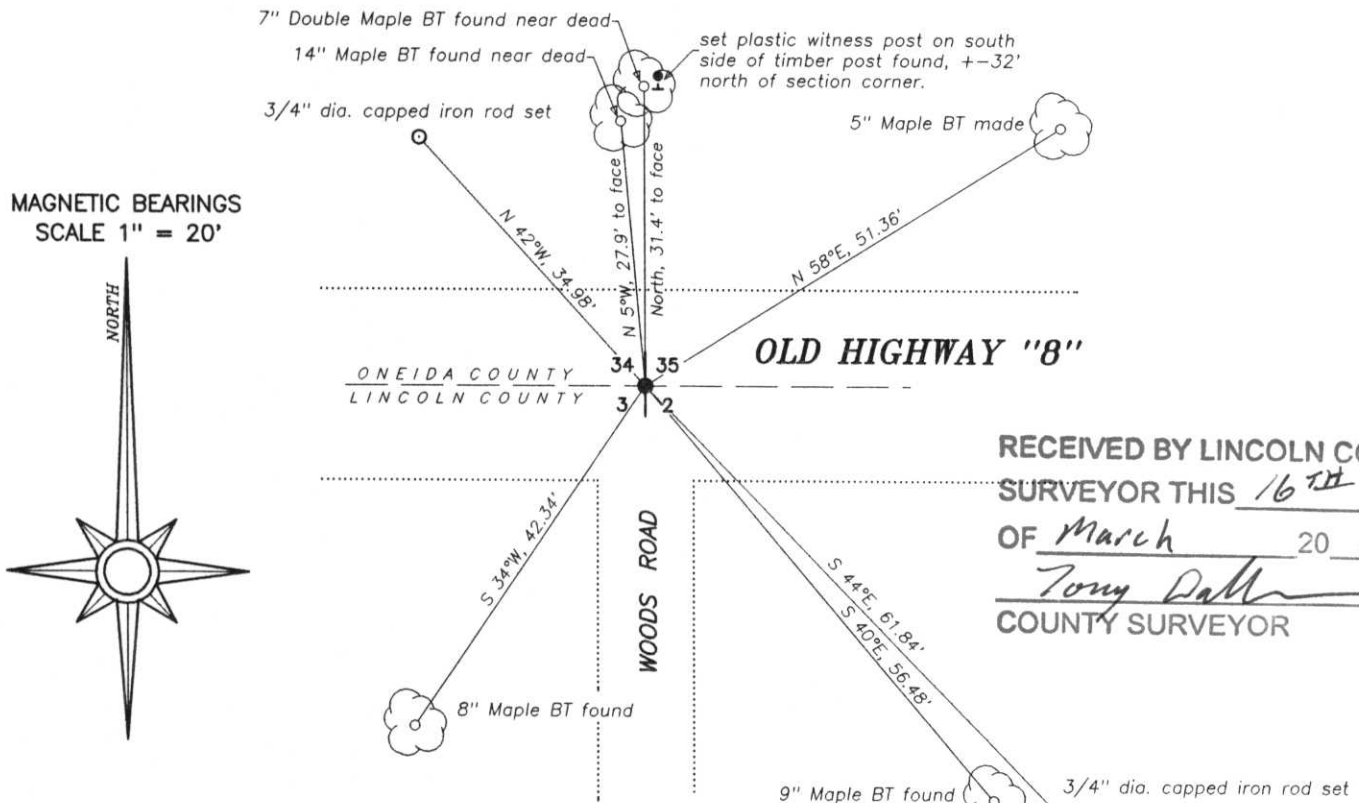 7" Double Maple BT found near dead
14" Maple BT found near dead
3/4" dia. capped iron rod set
set plastic witness post on south
side of timber post found, +-32'
north of section corner.
5" Maple BT made
MAGNETIC BEARINGS
SCALE 1" = 20'
NORTH
N 42°W, 34.98'
N 5°W, 27.9' to face
North, 31.4' to face
N 58°E, 51.36'
OLD HIGHWAY "8"
34 35
ONEIDA COUNTY
LINCOLN COUNTY
3 2
RECEIVED BY LINCOLN CO
SURVEYOR THIS 16TH
OF March 20
Tony Dall
COUNTY SURVEYOR
S 34°W, 42.34'
WOODS ROAD
S 44°E, 61.84'
S 40°E, 56.48'
8" Maple BT found
9" Maple BT found
3/4" dia. capped iron rod set